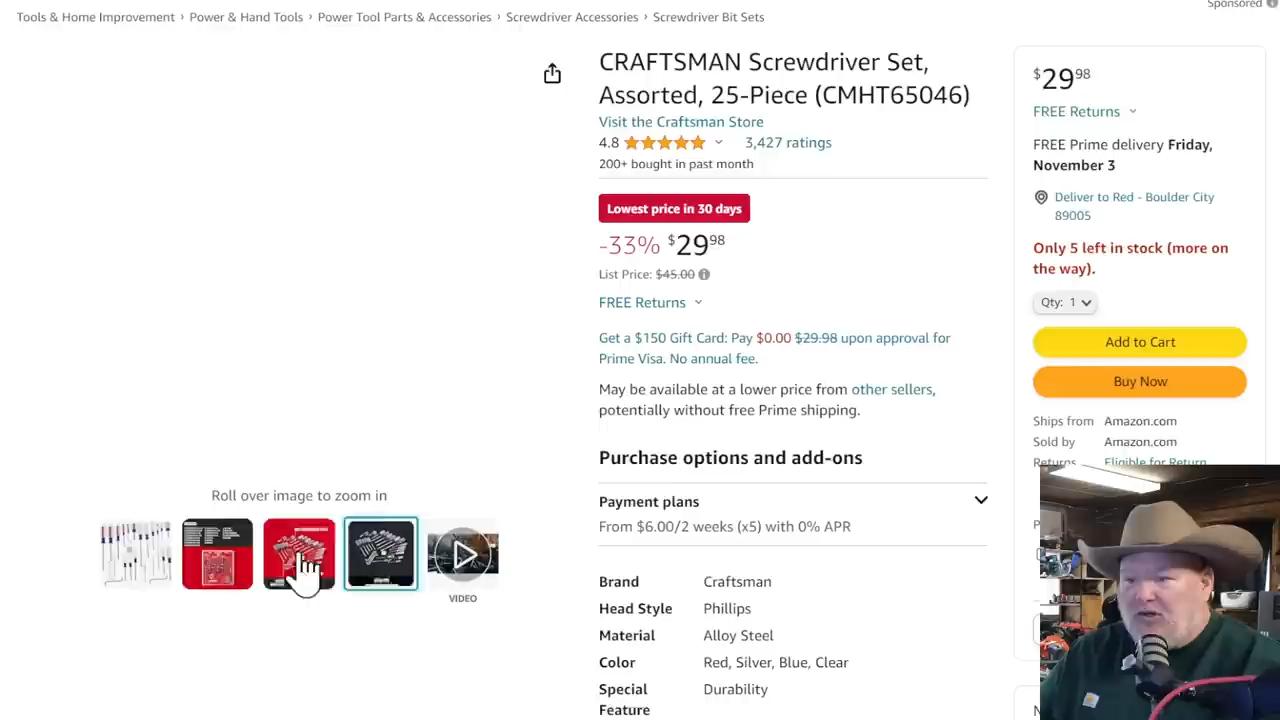 Tools & Home Improvement › Power & Hand Tools › Power Tool Parts & Accessories › Screwdriver Accessories › Screwdriver Bit Sets
Sponsored
CRAFTSMAN Screwdriver Set,
Assorted, 25-Piece (CMHT65046)
Visit the Craftsman Store
4.8 3,427 ratings
200+ bought in past month
Lowest price in 30 days
-33% $29 98
List Price: $45.00
FREE Returns
Get a $150 Gift Card: Pay $0.00 $29.98 upon approval for
Prime Visa. No annual fee.
May be available at a lower price from other sellers,
potentially without free Prime shipping.
Purchase options and add-ons
Payment plans
From $6.00/2 weeks (x5) with 0% APR
Brand Craftsman
Head Style Phillips
Material Alloy Steel
Color Red, Silver, Blue, Clear
Special Durability
Feature
Roll over image to zoom in
VIDEO
$29 98
FREE Returns
FREE Prime delivery Friday,
November 3
Deliver to Red - Boulder City
89005
Only 5 left in stock (more on
the way).
Qty: 1
Add to Cart
Buy Now
Ships from Amazon.com
Sold by Amazon.com
Returns Eligible for Return,